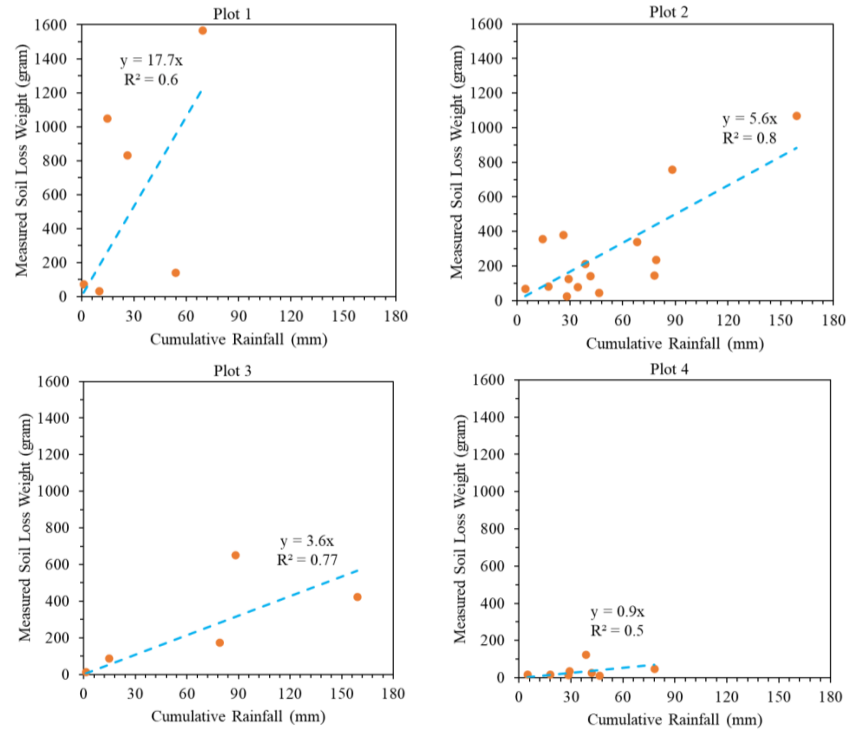 Plot 1
Measured Soil Loss Weight (gram)
1600
1400
1200
1000
800
600
400
200
0
y = 17.7x
R² = 0.6
0 30 60 90 120 150 180
Cumulative Rainfall (mm)
Plot 2
Measured Soil Loss Weight (gram)
1600
1400
1200
1000
800
600
400
200
0
y = 5.6x
R² = 0.8
0 30 60 90 120 150 180
Cumulative Rainfall (mm)
Plot 3
Measured Soil Loss Weight (gram)
1600
1400
1200
1000
800
600
400
200
0
y = 3.6x
R² = 0.77
0 30 60 90 120 150 180
Cumulative Rainfall (mm)
Plot 4
Measured Soil Loss Weight (gram)
1600
1400
1200
1000
800
600
400
200
0
y = 0.9x
R² = 0.5
0 30 60 90 120 150 180
Cumulative Rainfall (mm)